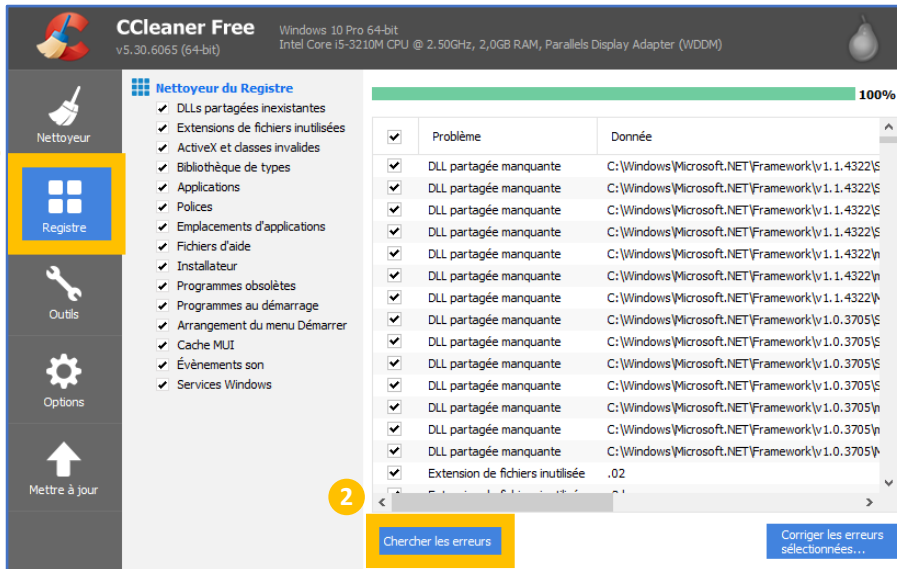 CCleaner Free
v5.30.6065 (64-bit)
Windows 10 Pro 64-bit
Intel Core i5-3210M CPU @ 2.50GHz, 2,0GB RAM, Parallels Display Adapter (WDDM)
Nettoyeur
Registre
Outils
Options
Mettre à jour
Nettoyeur du Registre
DLLs partagées inexistantes
Extensions de fichiers inutilisées
ActiveX et classes invalides
Bibliothèque de types
Applications
Polices
Emplacements d'applications
Fichiers d'aide
Installateur
Programmes obsolètes
Programmes au démarrage
Arrangement du menu Démarrer
Cache MUI
Évènements son
Services Windows
100%
Problème Donnée
DLL partagée manquante C:\Windows\Microsoft.NET\Framework\v1.1.4322\S
DLL partagée manquante C:\Windows\Microsoft.NET\Framework\v1.1.4322\S
DLL partagée manquante C:\Windows\Microsoft.NET\Framework\v1.1.4322\S
DLL partagée manquante C:\Windows\Microsoft.NET\Framework\v1.1.4322\S
DLL partagée manquante C:\Windows\Microsoft.NET\Framework\v1.1.4322\
DLL partagée manquante C:\Windows\Microsoft.NET\Framework\v1.1.4322\
DLL partagée manquante C:\Windows\Microsoft.NET\Framework\v1.1.4322\
DLL partagée manquante C:\Windows\Microsoft.NET\Framework\v1.0.3705\S
DLL partagée manquante C:\Windows\Microsoft.NET\Framework\v1.0.3705\S
DLL partagée manquante C:\Windows\Microsoft.NET\Framework\v1.0.3705\S
DLL partagée manquante C:\Windows\Microsoft.NET\Framework\v1.0.3705\S
DLL partagée manquante C:\Windows\Microsoft.NET\Framework\v1.0.3705\
DLL partagée manquante C:\Windows\Microsoft.NET\Framework\v1.0.3705\
DLL partagée manquante C:\Windows\Microsoft.NET\Framework\v1.0.3705\
Extension de fichiers inutilisée .02
2
Chercher les erreurs
Corriger les erreurs
sélectionnées...